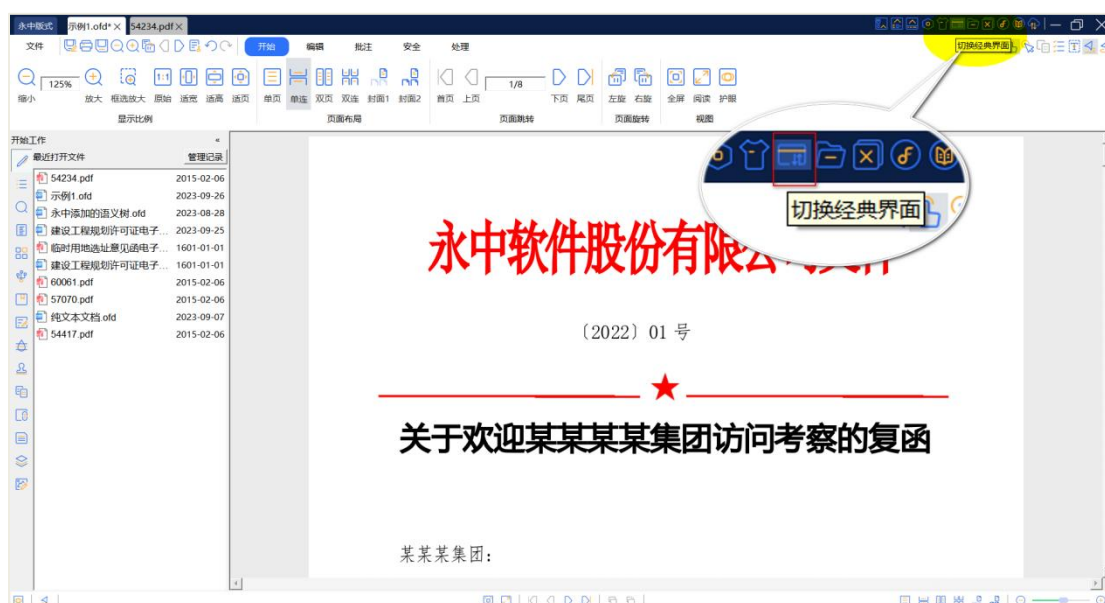 永中版式 示例1.ofd* × 54234.pdf ×
文件 开始 编辑 批注 安全 处理
切换经典界面
125% 1:1 1/8
缩小 放大 框选放大 原始 适宽 适高 适页 单页 单连 双页 双连 封面1 封面2 首页 上页 下页 尾页 左旋 右旋 全屏 阅读 护眼
显示比例 页面布局 页面跳转 页面旋转 视图
开始工作 «
最近打开文件 管理记录
54234.pdf 2015-02-06
示例1.ofd 2023-09-26
永中添加的语义树.ofd 2023-08-28
建设工程规划许可证电子... 2023-09-25
临时用地选址意见函电子... 1601-01-01
建设工程规划许可证电子... 1601-01-01
60061.pdf 2015-02-06
57070.pdf 2015-02-06
纯文本文档.ofd 2023-09-07
54417.pdf 2015-02-06
切换经典界面
永中软件股份有限
〔2022〕01 号
关于欢迎某某某某集团访问考察的复函
某某某集团：